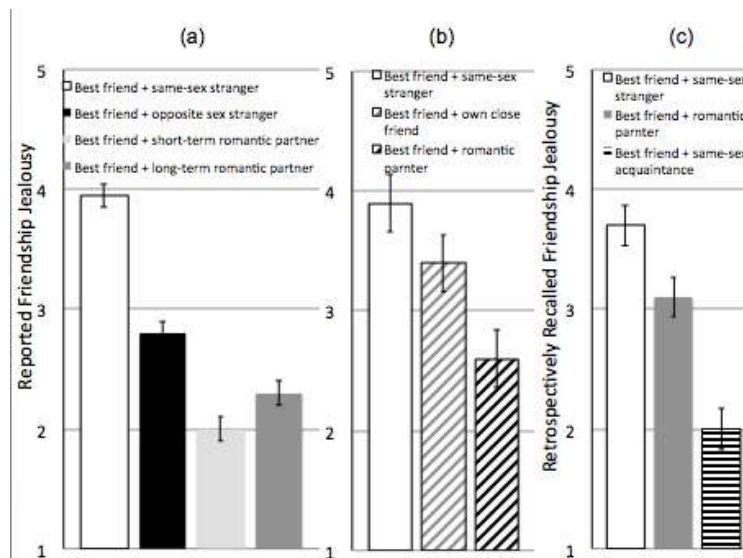 (a)
(b)
(c)
Reported Friendship Jealousy
5
4
3
2
1
Best friend + same-sex stranger
Best friend + opposite sex stranger
Best friend + short-term romantic partner
Best friend + long-term romantic partner
5
4
3
2
1
Best friend + same-sex
stranger
Best friend + own close
friend
Best friend + romantic
parnter
Retrospectively Recalled Friendship Jealousy
5
4
3
2
1
Best friend + same-sex
stranger
Best friend + romantic
parnter
Best friend + same-sex
acquaintance